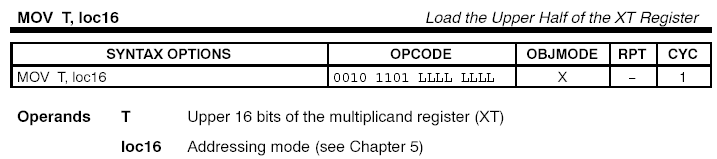 MOV T, loc16 Load the Upper Half of the XT Register
SYNTAX OPTIONS OPCODE OBJMODE RPT CYC
MOV T, loc16 0010 1101 LLLL LLLL X – 1
Operands T Upper 16 bits of the multiplicand register (XT)
loc16 Addressing mode (see Chapter 5)